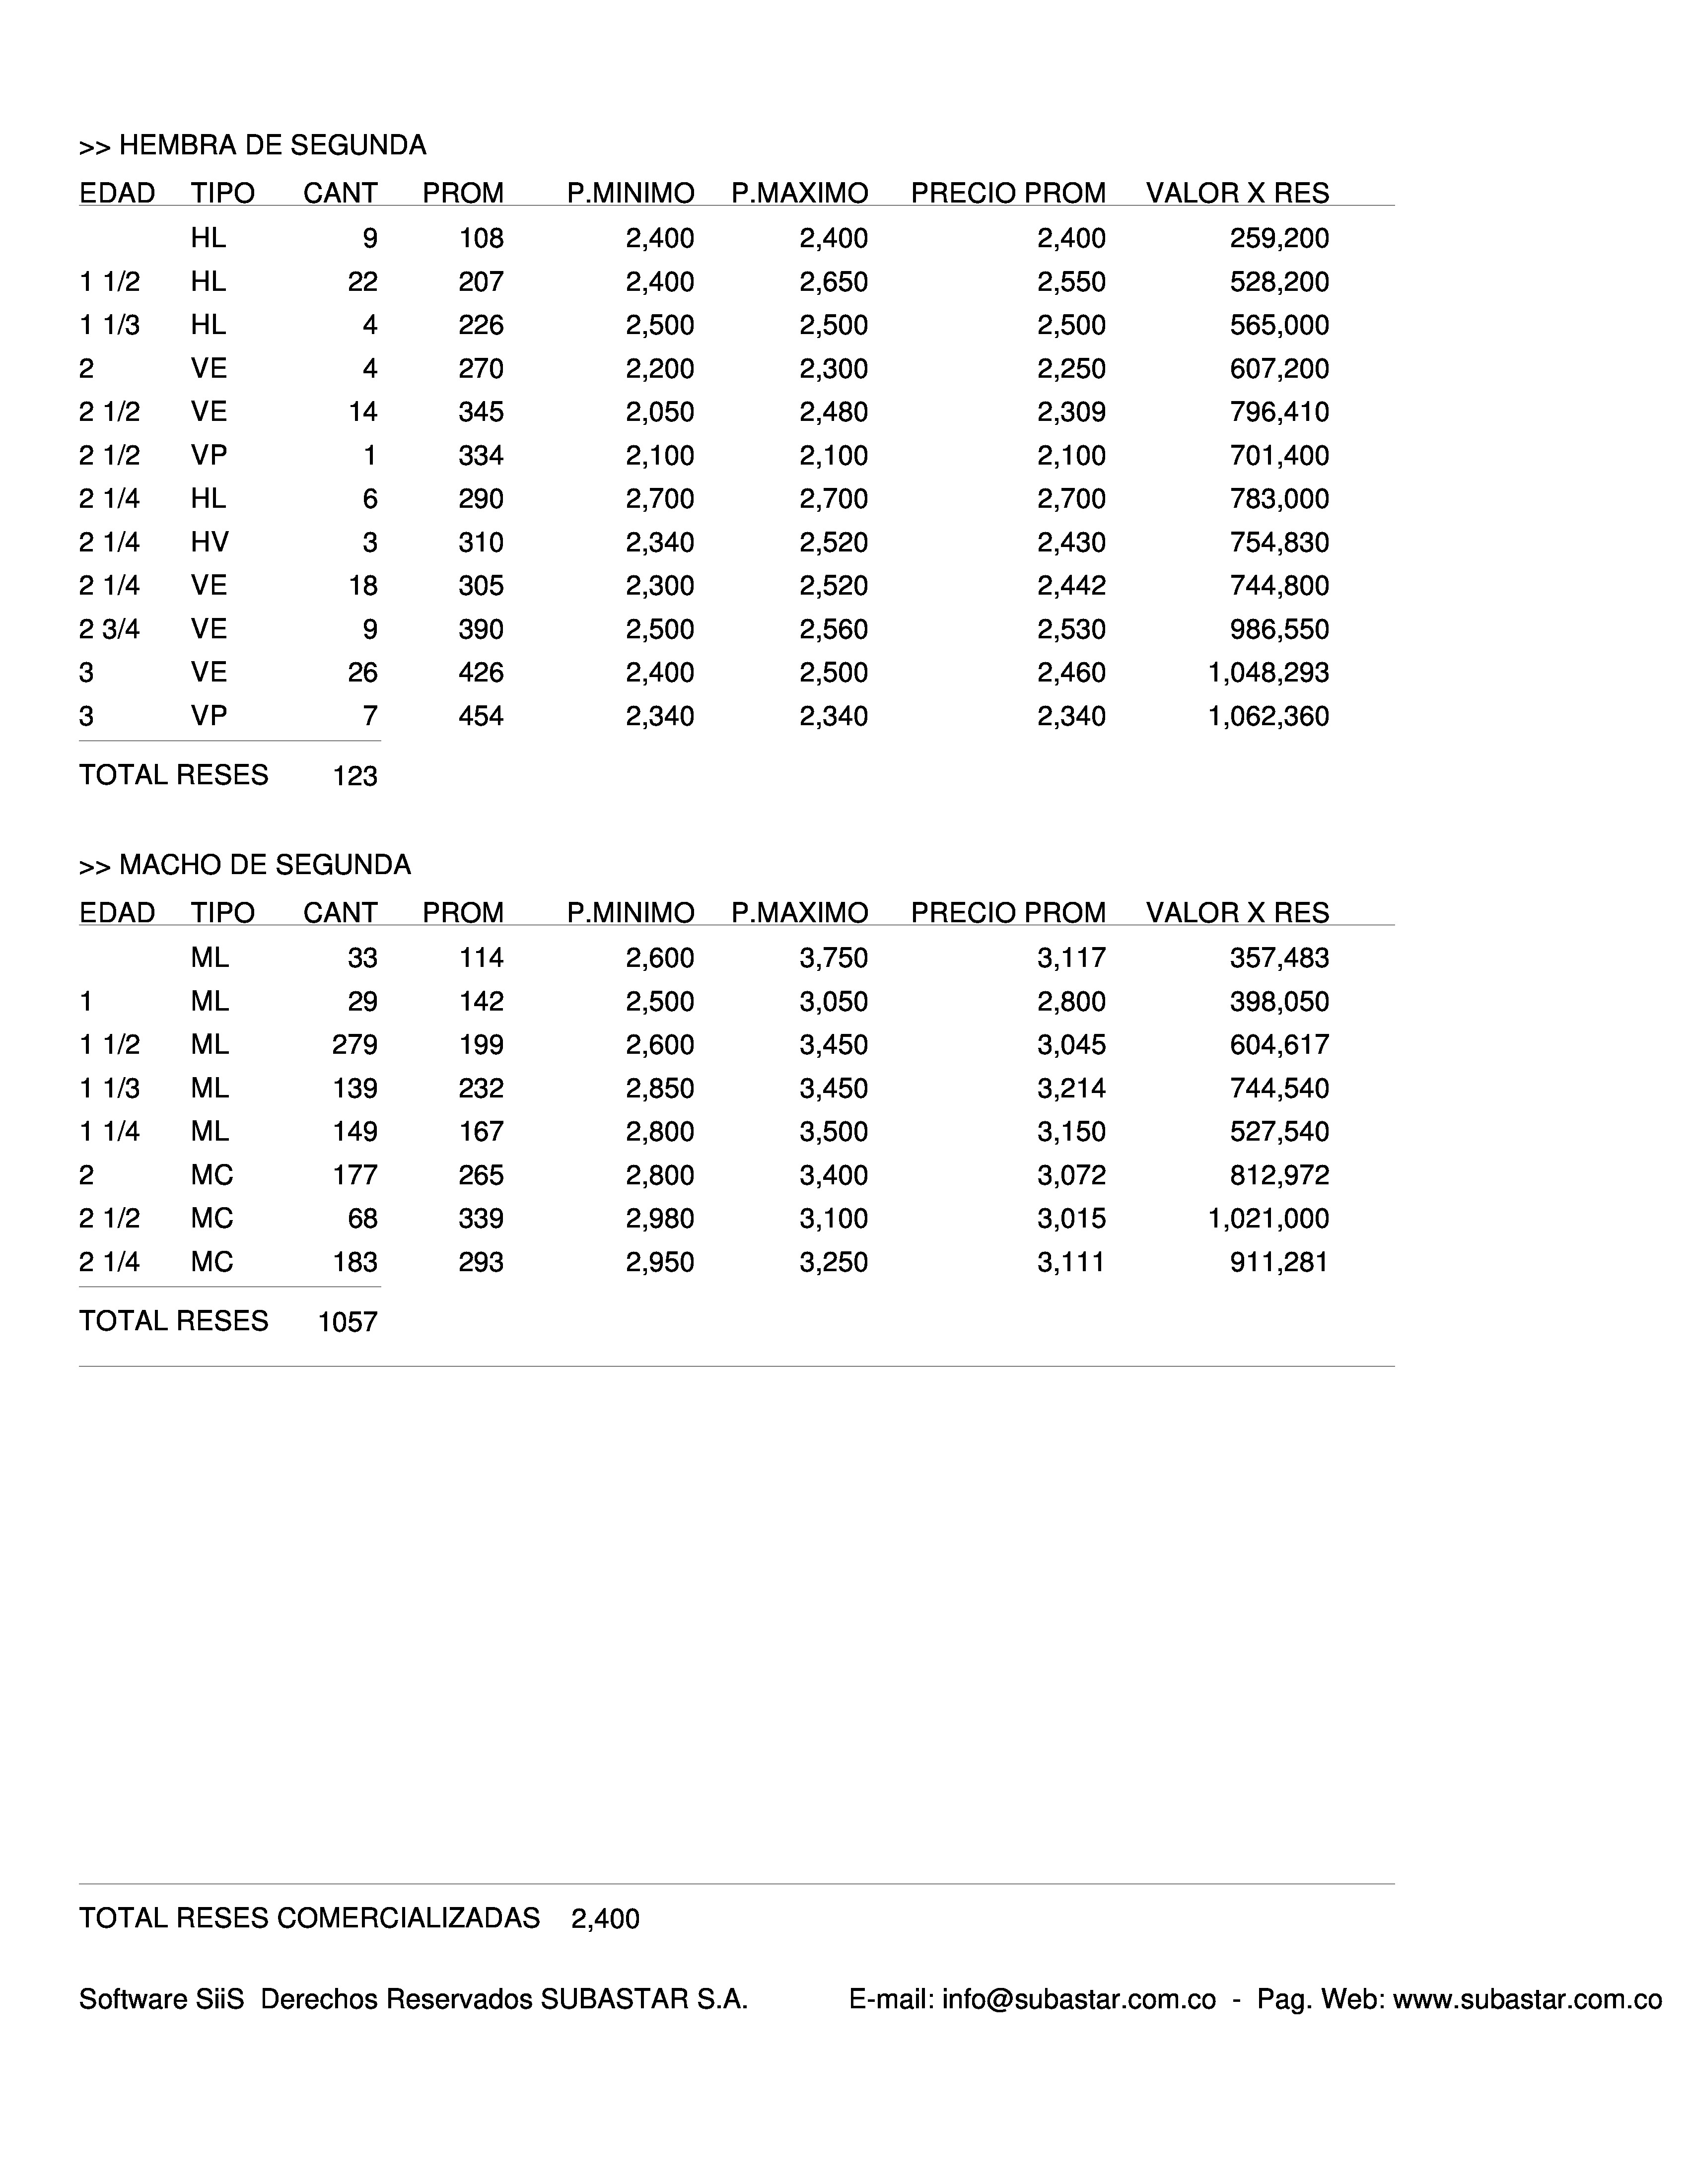 >> HEMBRA DE SEGUNDA
EDAD TIPO CANT PROM P.MINIMO P.MAXIMO PRECIO PROM VALOR X RES
HL 9 108 2,400 2,400 2,400 259,200
1 1/2 HL 22 207 2,400 2,650 2,550 528,200
1 1/3 HL 4 226 2,500 2,500 2,500 565,000
2 VE 4 270 2,200 2,300 2,250 607,200
2 1/2 VE 14 345 2,050 2,480 2,309 796,410
2 1/2 VP 1 334 2,100 2,100 2,100 701,400
2 1/4 HL 6 290 2,700 2,700 2,700 783,000
2 1/4 HV 3 310 2,340 2,520 2,430 754,830
2 1/4 VE 18 305 2,300 2,520 2,442 744,800
2 3/4 VE 9 390 2,500 2,560 2,530 986,550
3 VE 26 426 2,400 2,500 2,460 1,048,293
3 VP 7 454 2,340 2,340 2,340 1,062,360
TOTAL RESES 123
>> MACHO DE SEGUNDA
EDAD TIPO CANT PROM P.MINIMO P.MAXIMO PRECIO PROM VALOR X RES
ML 33 114 2,600 3,750 3,117 357,483
1 ML 29 142 2,500 3,050 2,800 398,050
1 1/2 ML 279 199 2,600 3,450 3,045 604,617
1 1/3 ML 139 232 2,850 3,450 3,214 744,540
1 1/4 ML 149 167 2,800 3,500 3,150 527,540
2 MC 177 265 2,800 3,400 3,072 812,972
2 1/2 MC 68 339 2,980 3,100 3,015 1,021,000
2 1/4 MC 183 293 2,950 3,250 3,111 911,281
TOTAL RESES 1057
TOTAL RESES COMERCIALIZADAS 2,400
Software SiiS Derechos Reservados SUBASTAR S.A. E-mail: info@subastar.com.co - Pag. Web: www.subastar.com.co